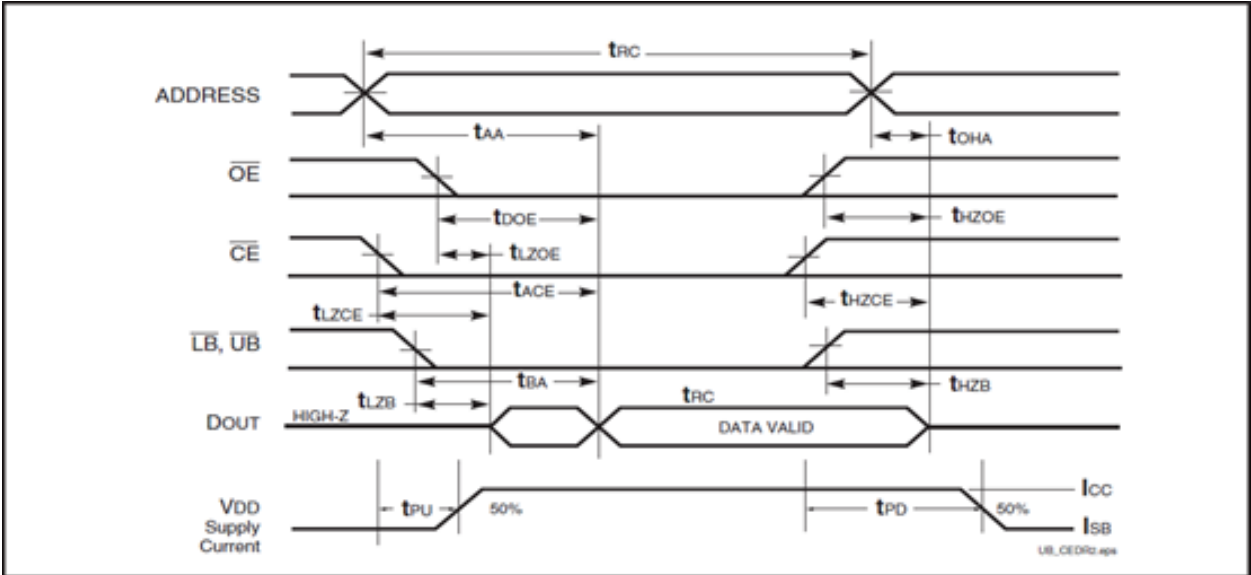 tRC
ADDRESS
tAA
tOHA
OE
tDOE
tHZOE
tLZOE
CE
tACE
tHZCE
tLZCE
LB, UB
tBA
tHZB
tLZB
tRC
DOUT
HIGH-Z
DATA VALID
ICC
VDD
Supply
Current
tPU
50%
tPD
50%
ISB
UB_CEDR2.eps